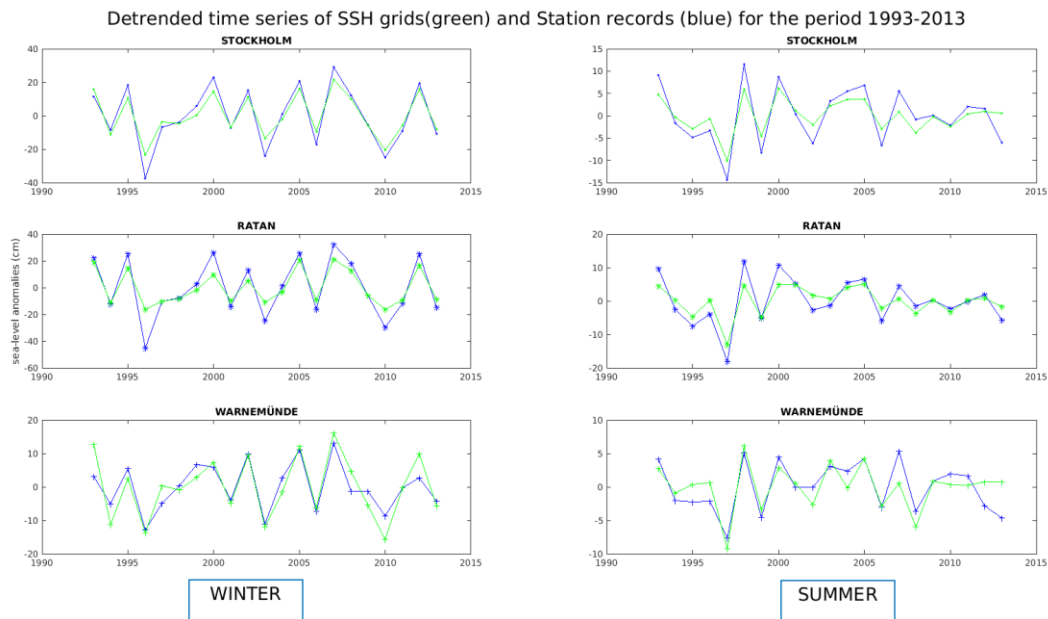 Detrended time series of SSH grids(green) and Station records (blue) for the period 1993-2013
STOCKHOLM
40
20
0
-20
-40
1990 1995 2000 2005 2010 2015
STOCKHOLM
15
10
5
0
-5
-10
-15
1990 1995 2000 2005 2010 2015
RATAN
sea-level anomalies (cm)
40
20
0
-20
-40
-60
1990 1995 2000 2005 2010 2015
RATAN
20
10
0
-10
-20
1990 1995 2000 2005 2010 2015
WARNEMÜNDE
20
10
0
-10
-20
1990 1995 2000 2005 2010 2015
WARNEMÜNDE
10
5
0
-5
-10
1990 1995 2000 2005 2010 2015
WINTER
SUMMER